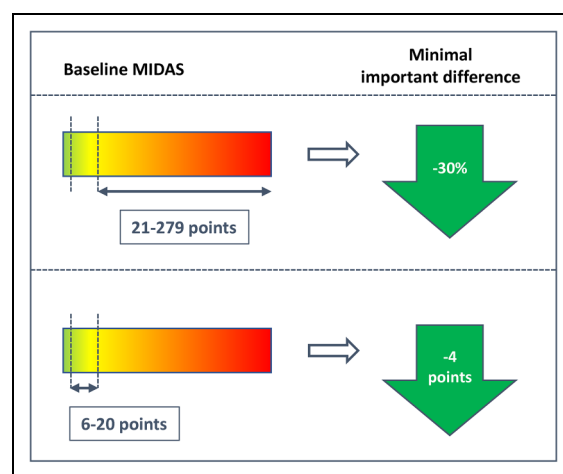 Baseline MIDAS
Minimal
important difference
-30%
21-279 points
-4
points
6-20 points